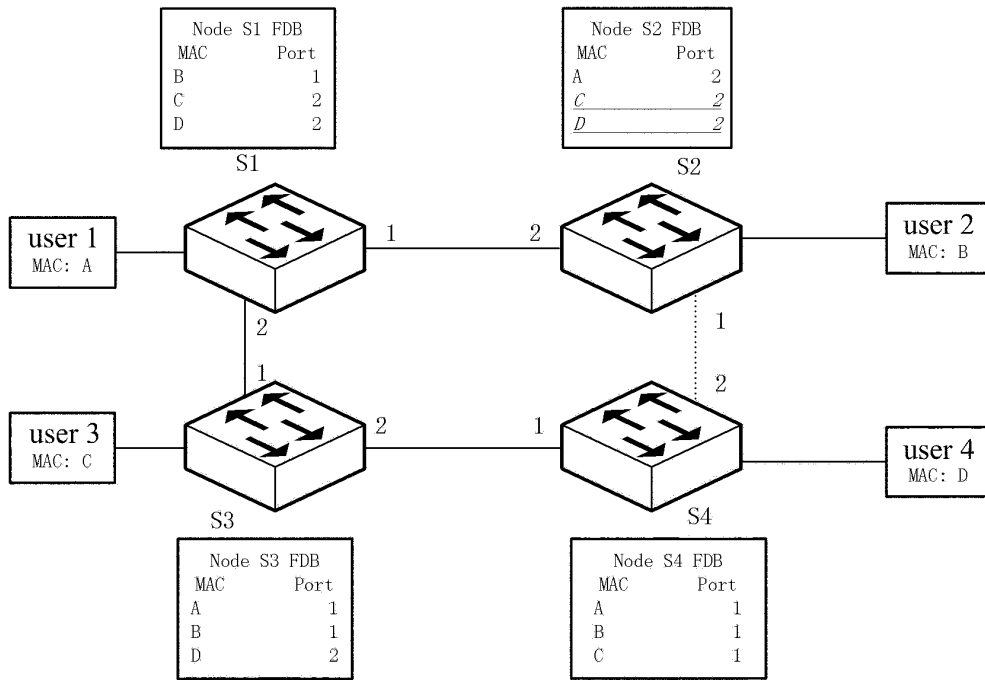 Node S1 FDB
MAC Port
B 1
C 2
D 2
Node S2 FDB
MAC Port
A 2
C 2
D 2
S1
S2
user 1
MAC: A
1
2
user 2
MAC: B
2
1
1
2
user 3
MAC: C
2
1
user 4
MAC: D
S3
S4
Node S3 FDB
MAC Port
A 1
B 1
D 2
Node S4 FDB
MAC Port
A 1
B 1
C 1